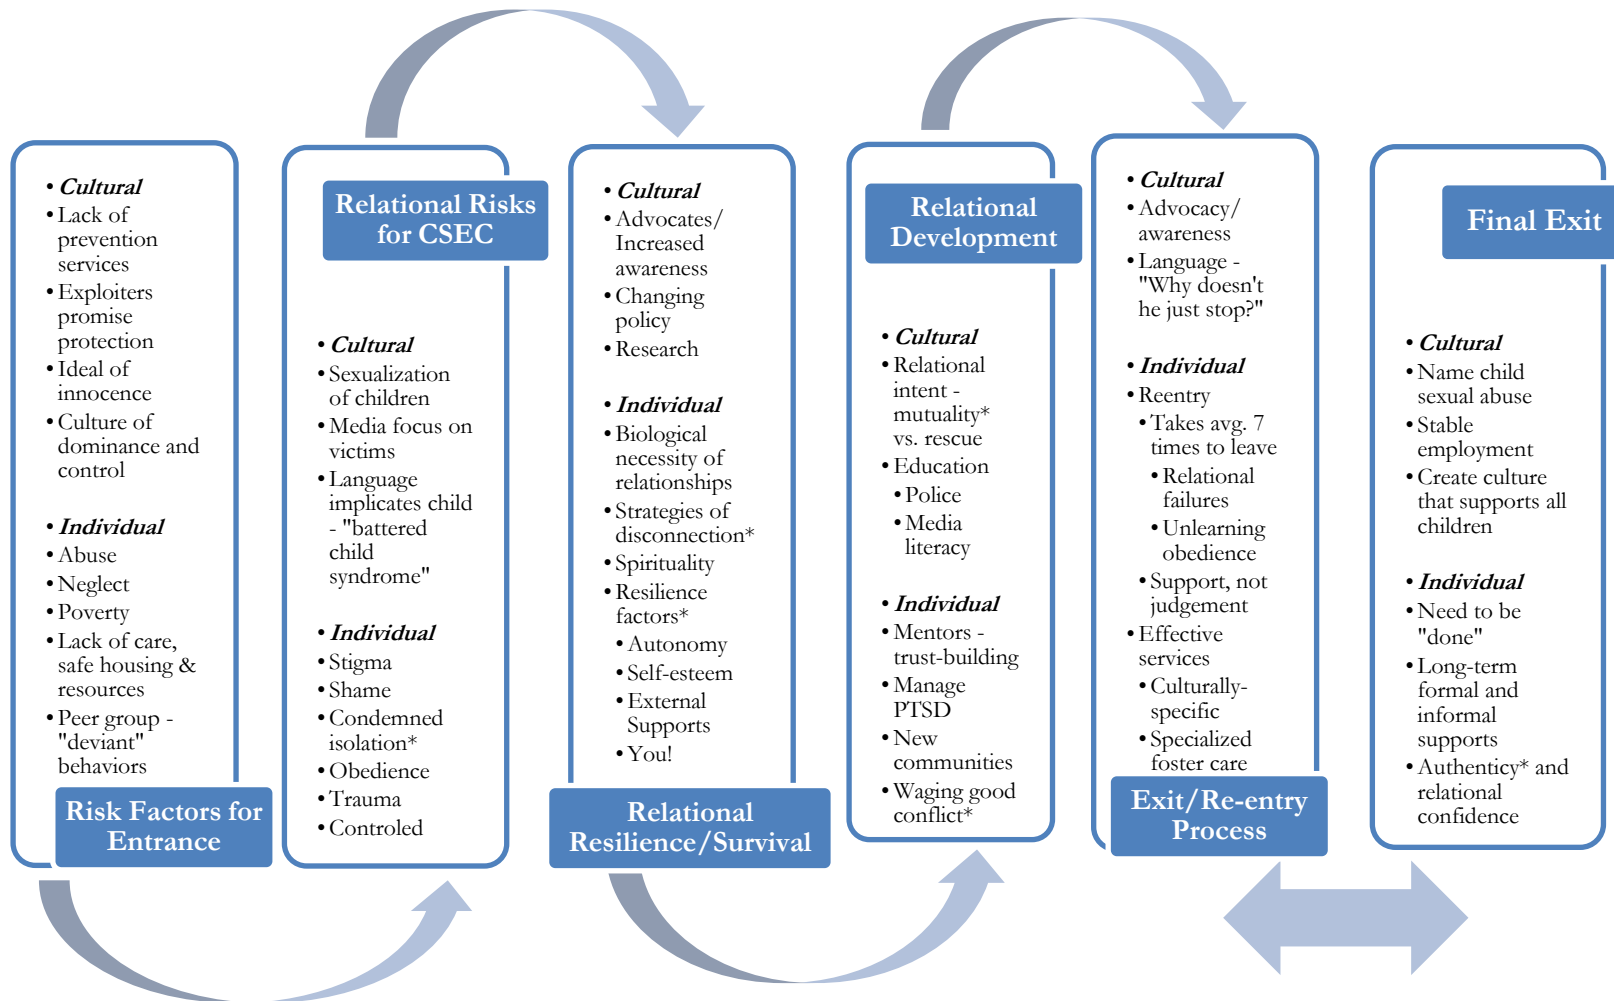 • Cultural
• Lack of
prevention
services
• Exploiters
promise
protection
• Ideal of
innocence
• Culture of
dominance and
control
• Individual
• Abuse
• Neglect
• Poverty
• Lack of care,
safe housing &
resources
• Peer group -
"deviant"
behaviors
Risk Factors for
Entrance
Relational Risks
for CSEC
• Cultural
• Sexualization
of children
• Media focus on
victims
• Language
implicates child
- "battered
child
syndrome"
• Individual
• Stigma
• Shame
• Condemned
isolation*
• Obedience
• Trauma
• Controled
• Cultural
• Advocates/
Increased
awareness
• Changing
policy
• Research
• Individual
• Biological
necessity of
relationships
• Strategies of
disconnection*
• Spirituality
• Resilience
factors*
• Autonomy
• Self-esteem
• External
Supports
• You!
Relational
Resilience/Survival
Relational
Development
• Cultural
• Relational
intent -
mutuality*
vs. rescue
• Education
• Police
• Media
literacy
• Individual
• Mentors -
trust-building
• Manage
PTSD
• New
communities
• Waging good
conflict*
• Cultural
• Advocacy/
awareness
• Language -
"Why doesn't
he just stop?"
• Individual
• Reentry
• Takes avg. 7
times to leave
• Relational
failures
• Unlearning
obedience
• Support, not
judgement
• Effective
services
• Culturally-
specific
• Specialized
foster care
Exit/Re-entry
Process
Final Exit
• Cultural
• Name child
sexual abuse
• Stable
employment
• Create culture
that supports all
children
• Individual
• Need to be
"done"
• Long-term
formal and
informal
supports
• Authenticy* and
relational
confidence